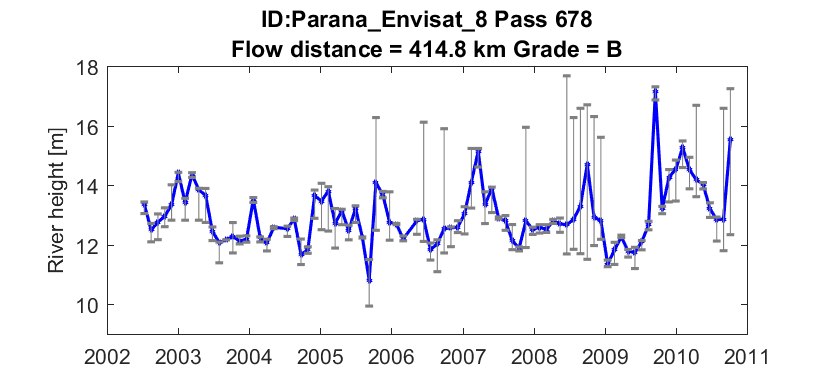 ID:Parana_Envisat_8 Pass 678
Flow distance = 414.8 km Grade = B
River height [m]
18
16
14
12
10
2002 2003 2004 2005 2006 2007 2008 2009 2010 2011